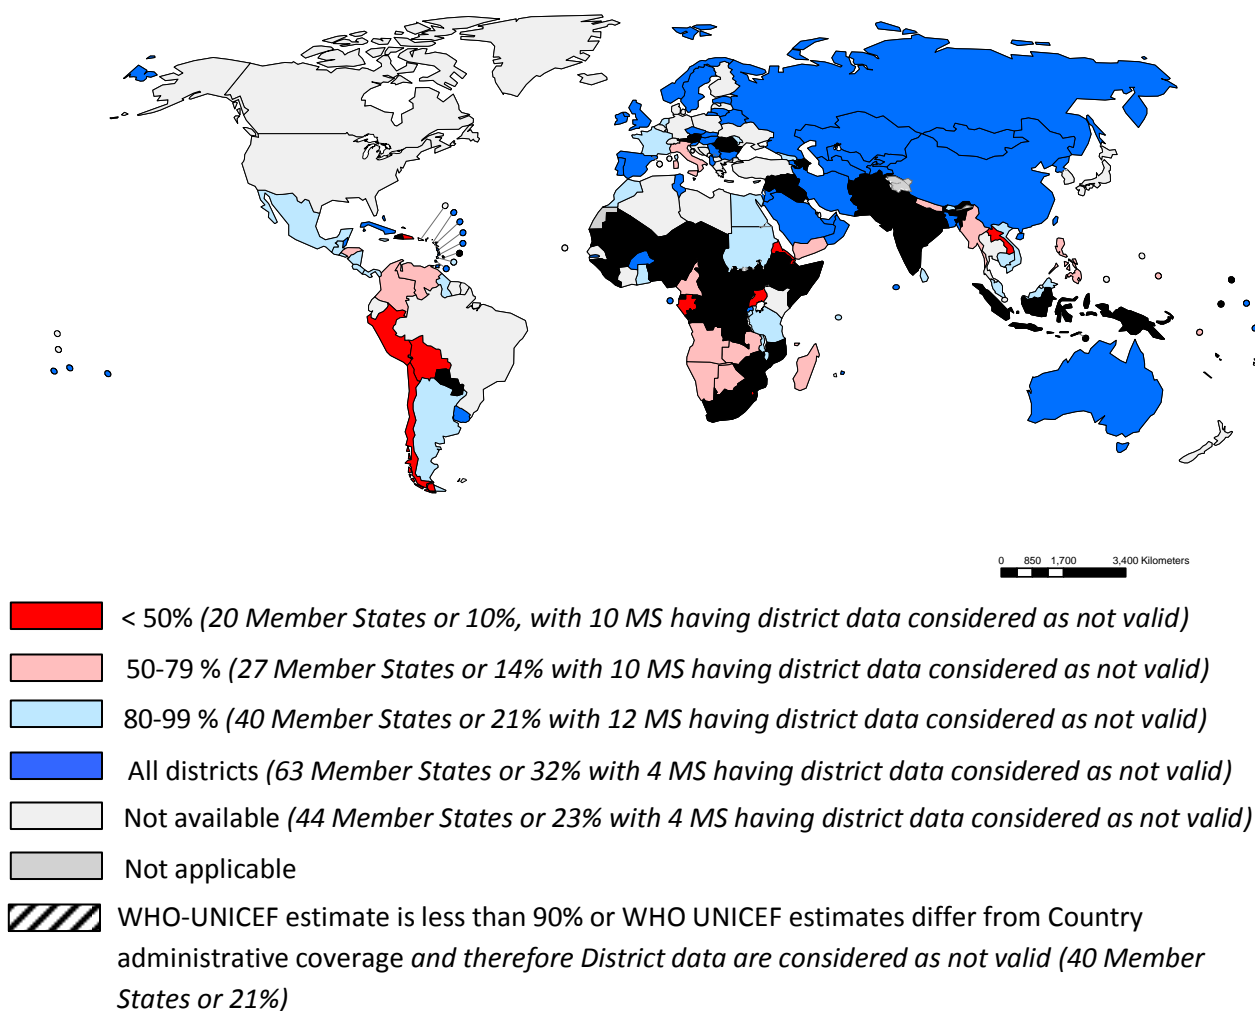 0 850 1,700 3,400 Kilometers
< 50% (20 Member States or 10%, with 10 MS having district data considered as not valid)
50-79 % (27 Member States or 14% with 10 MS having district data considered as not valid)
80-99 % (40 Member States or 21% with 12 MS having district data considered as not valid)
All districts (63 Member States or 32% with 4 MS having district data considered as not valid)
Not available (44 Member States or 23% with 4 MS having district data considered as not valid)
Not applicable
WHO-UNICEF estimate is less than 90% or WHO UNICEF estimates differ from Country
administrative coverage and therefore District data are considered as not valid (40 Member
States or 21%)